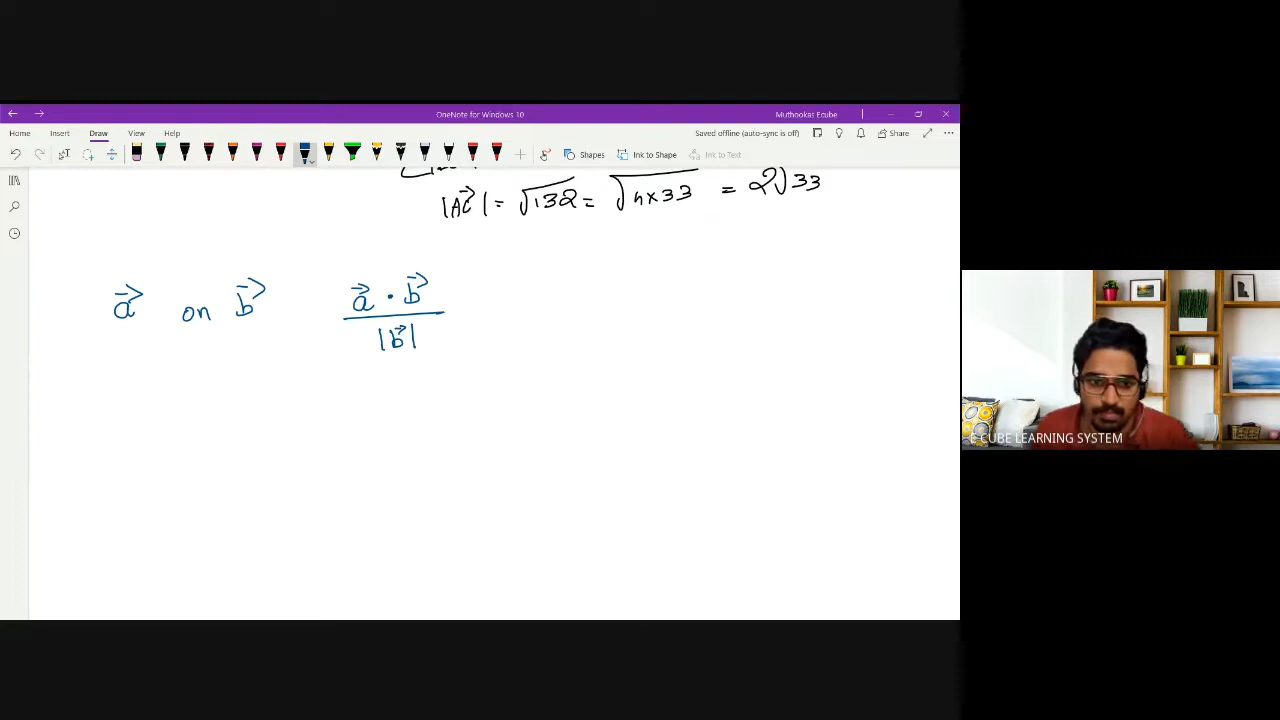 OneNote for Windows 10
Muthookas Ecube
Home Insert Draw View Help
Saved offline (auto-sync is off) Share
Shapes Ink to Shape Ink to Text
|AC⃗| = √132 = √4×33 = 2√33
a⃗ on b⃗
a⃗ · b⃗
|b⃗|
E CUBE LEARNING SYSTEM